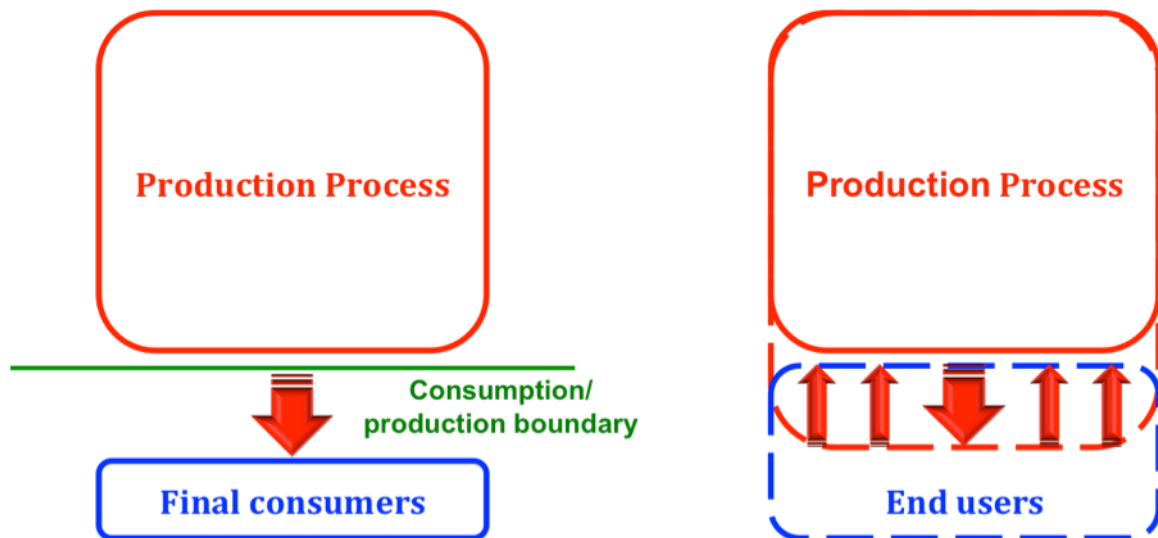 Production Process
Production Process
Consumption/
production boundary
Final consumers
End users